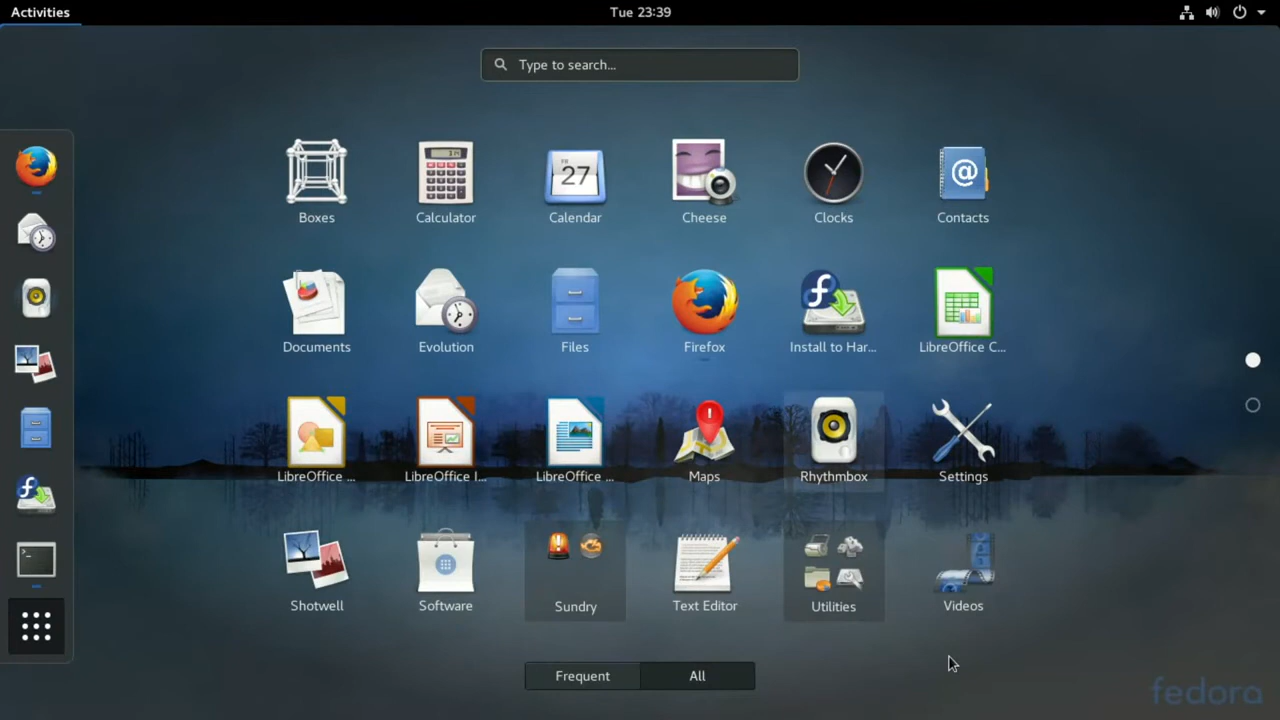 Activities
Tue 23:39
Type to search...
Boxes
Calculator
FRI
27
Calendar
Cheese
Clocks
@
Contacts
Documents
Evolution
Files
Firefox
Install to Har...
LibreOffice C...
LibreOffice ...
LibreOffice I...
LibreOffice ...
Maps
Rhythmbox
Settings
Shotwell
Software
Sundry
Text Editor
Utilities
Videos
Frequent
All
fedora